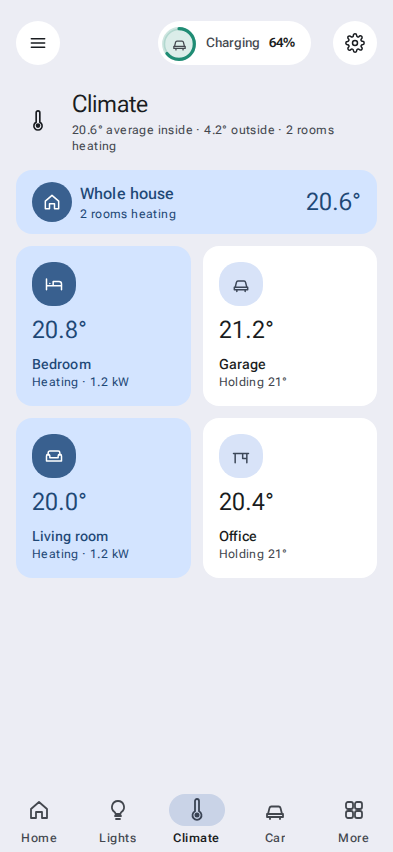 Charging 64%
Climate
20.6° average inside · 4.2° outside · 2 rooms
heating
Whole house
2 rooms heating
20.6°
20.8°
Bedroom
Heating · 1.2 kW
21.2°
Garage
Holding 21°
20.0°
Living room
Heating · 1.2 kW
20.4°
Office
Holding 21°
Home
Lights
Climate
Car
More